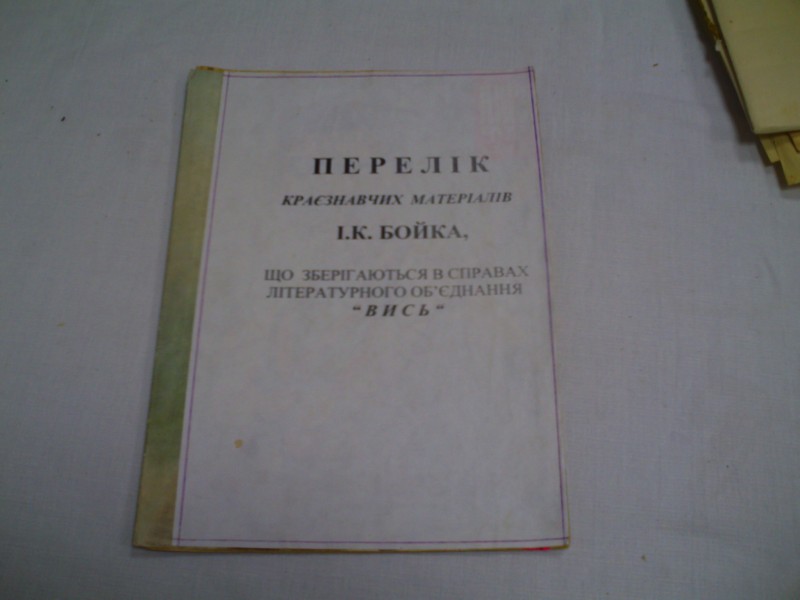 ПЕРЕЛІК
КРАЄЗНАВЧИХ МАТЕРІАЛІВ
І.К. БОЙКА,
ЩО ЗБЕРІГАЮТЬСЯ В СПРАВАХ
ЛІТЕРАТУРНОГО ОБ'ЄДНАННЯ
“ВИСЬ“